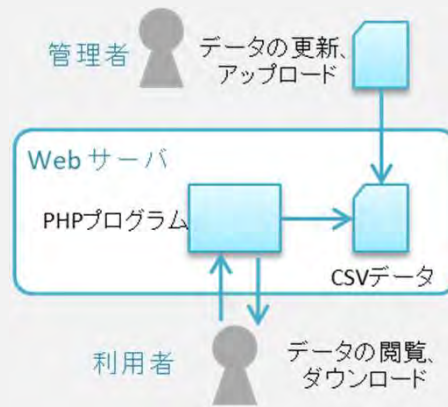 管理者
データの更新、
アップロード
Webサーバ
PHPプログラム
CSVデータ
利用者
データの閲覧、
ダウンロード